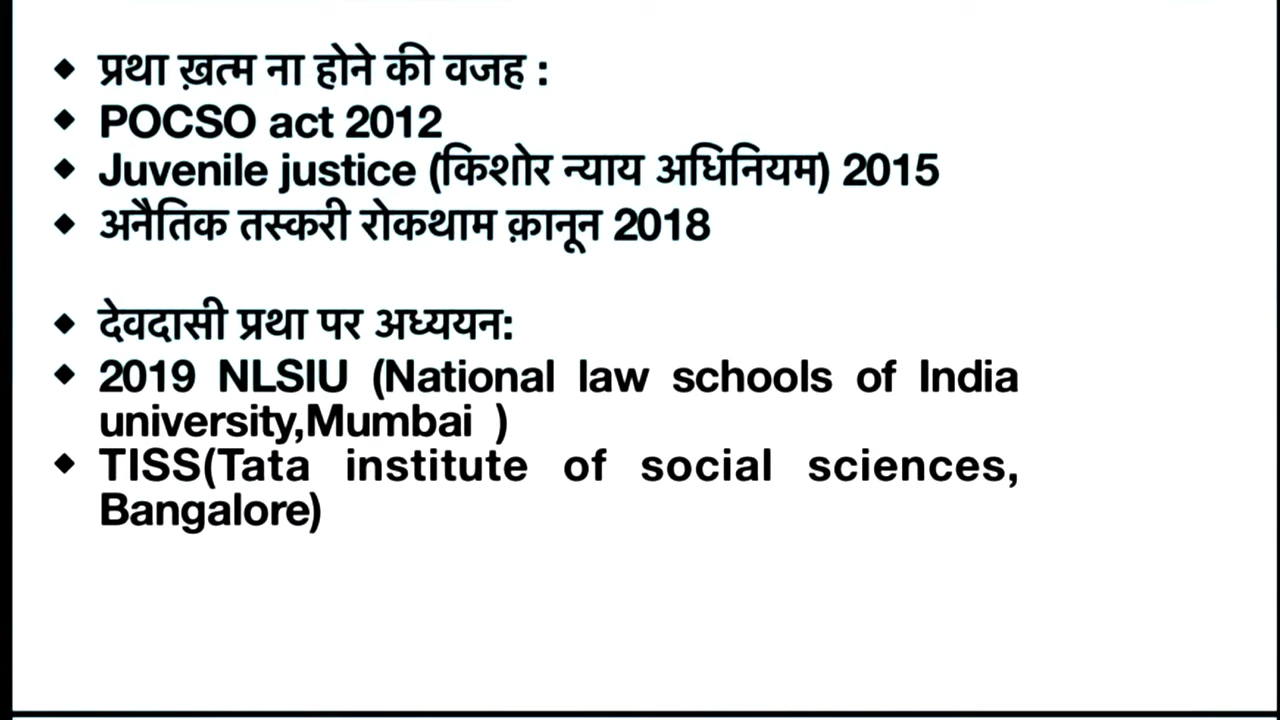 ◆ प्रथा ख़त्म ना होने की वजह :
◆ POCSO act 2012
◆ Juvenile justice (किशोर न्याय अधिनियम) 2015
◆ अनैतिक तस्करी रोकथाम क़ानून 2018
◆ देवदासी प्रथा पर अध्ययन:
◆ 2019 NLSIU (National law schools of India
university,Mumbai )
◆ TISS(Tata institute of social sciences,
Bangalore)